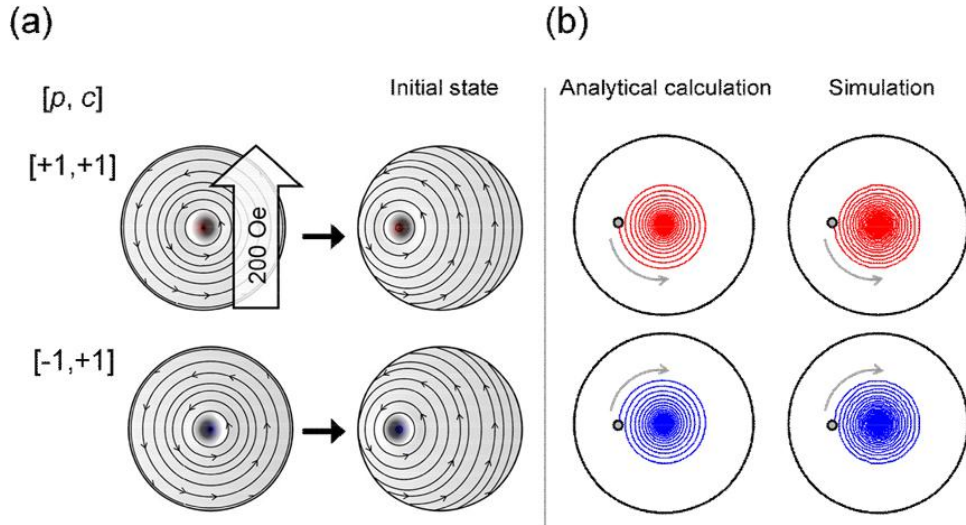 (a)
(b)
[p, c]
Initial state
Analytical calculation
Simulation
[+1,+1]
200 Oe
[-1,+1]